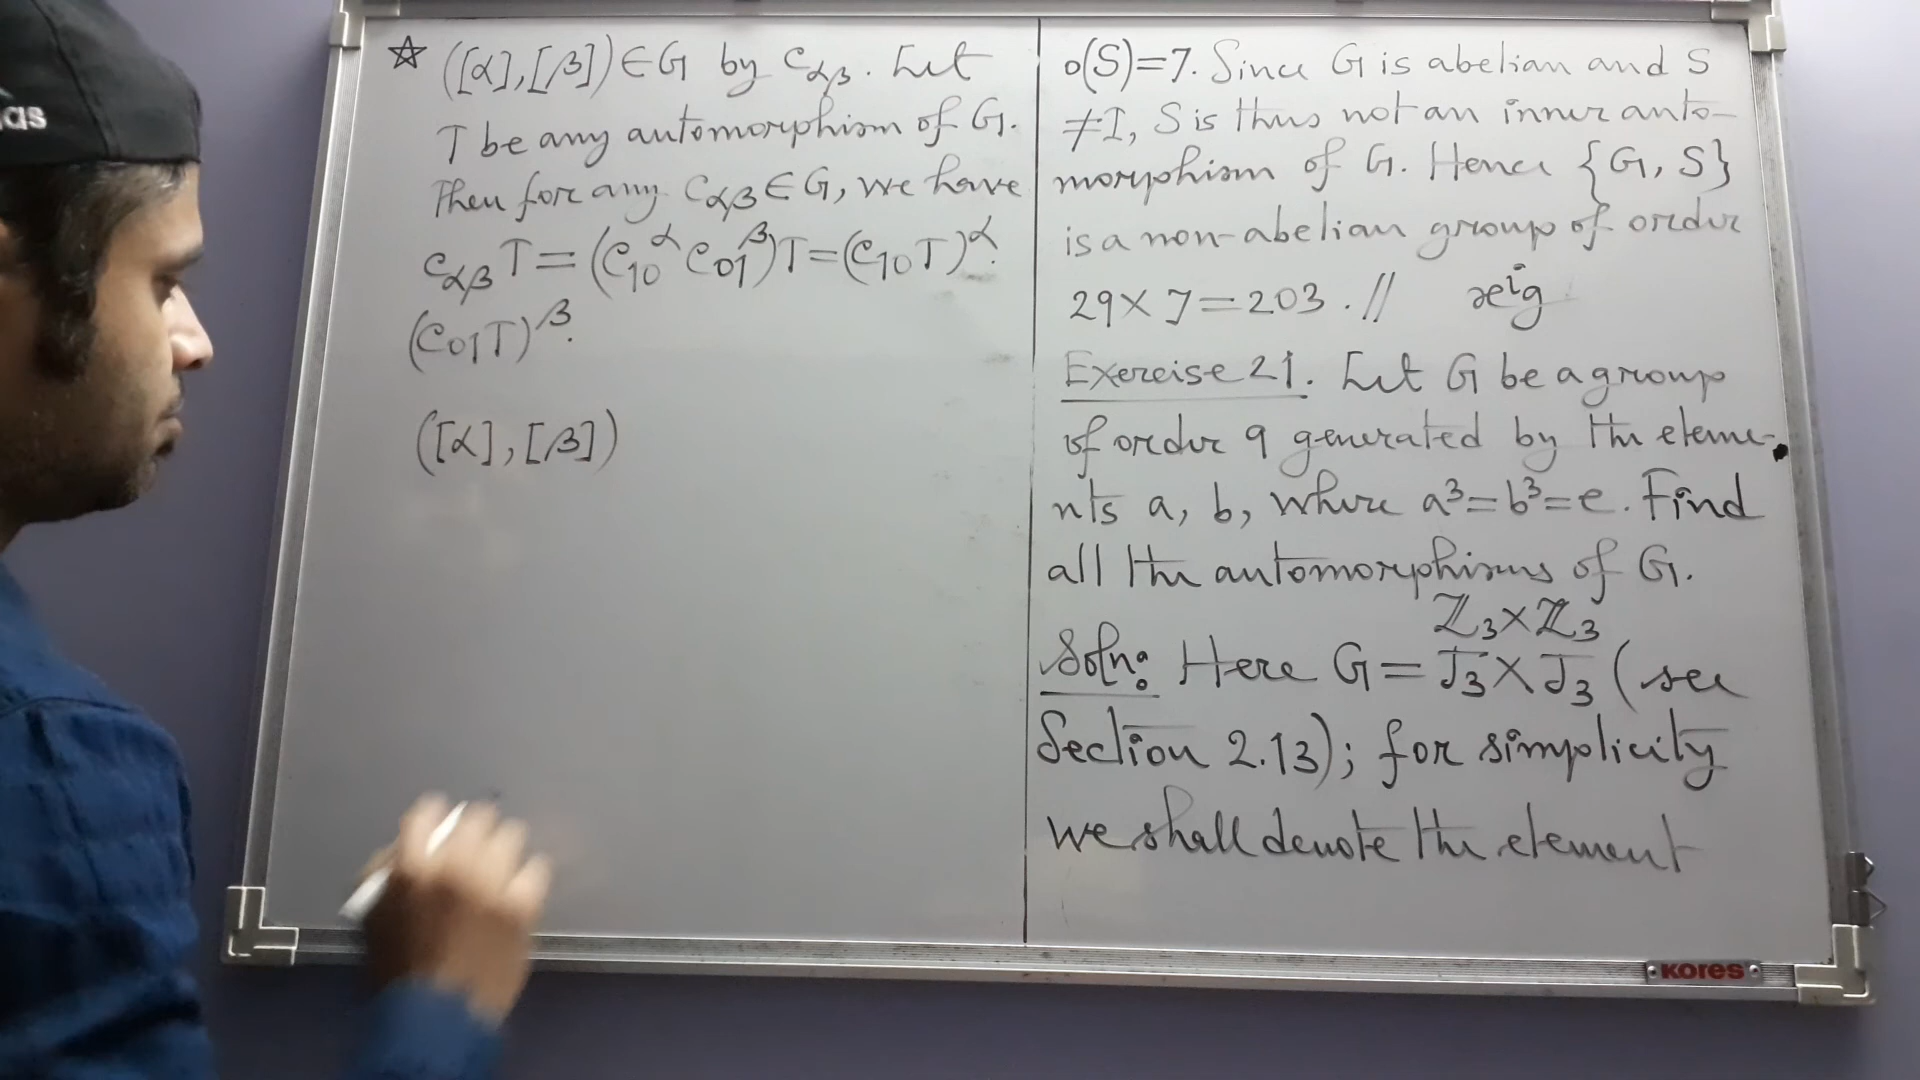 as
☆ ([α],[β]) ∈ G by c_αβ. Let
T be any automorphism of G.
Then for any c_αβ ∈ G, we have
c_αβ T = (c_10^α c_01^β)T = (c_10 T)^α.
(c_01 T)^β.
([α],[β])
o(S)=7. Since G is abelian and S
≠I, S is thus not an inner auto-
morphism of G. Hence {G, S}
is a non-abelian group of order
29×7=203.//
Exercise 21. Let G be a group
of order 9 generated by the eleme-
nts a, b, where a³=b³=e. Find
all the automorphisms of G.
ℤ₃×ℤ₃
Soln: Here G=J₃×J₃ (see
Section 2.13); for simplicity
we shall denote the element
KORES